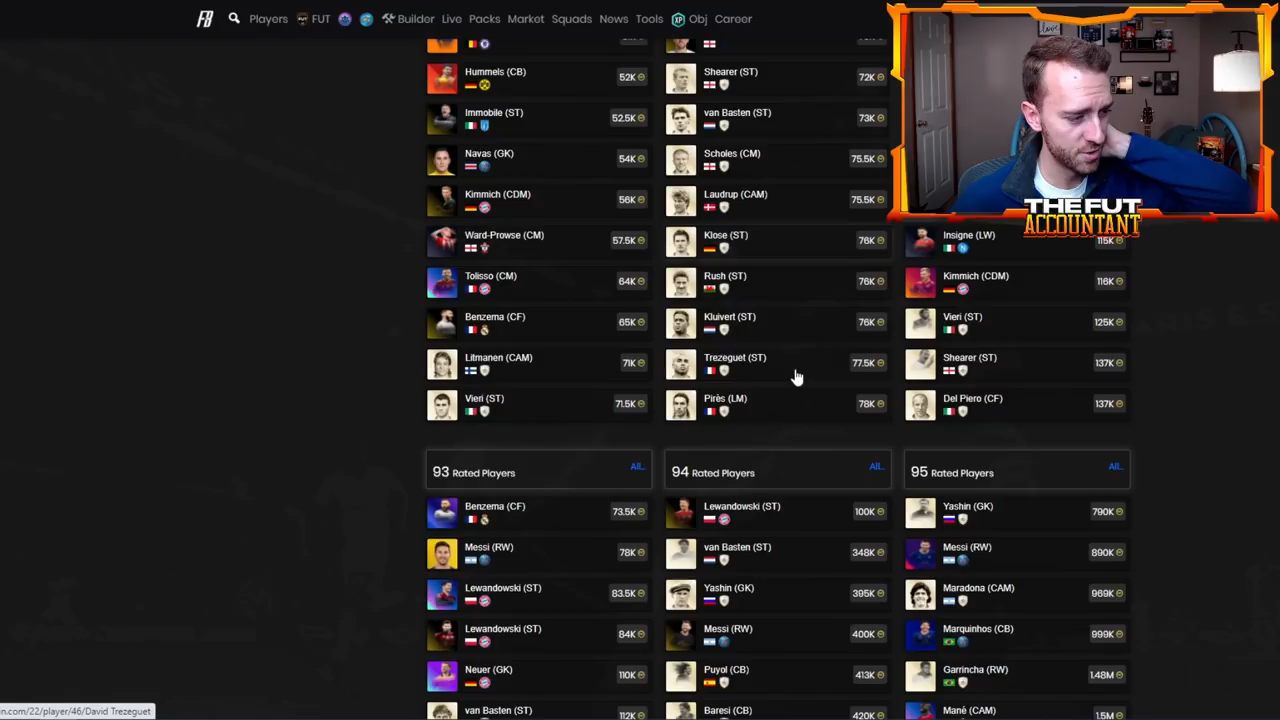 FB Players FUT Builder Live Packs Market Squads News Tools XP Obj Career
Hummels (CB) 52K
Immobile (ST) 52.5K
Navas (GK) 54K
Kimmich (CDM) 56K
Ward-Prowse (CM) 57.5K
Tolisso (CM) 64K
Benzema (CF) 65K
Litmanen (CAM) 71K
Vieri (ST) 71.5K
Shearer (ST) 72K
van Basten (ST) 73K
Scholes (CM) 75.5K
Laudrup (CAM) 75.5K
Klose (ST) 76K
Rush (ST) 76K
Kluivert (ST) 76K
Trezeguet (ST) 77.5K
Pirès (LM) 78K
THE FUT
ACCOUNTANT
Insigne (LW) 115K
Kimmich (CDM) 116K
Vieri (ST) 125K
Shearer (ST) 137K
Del Piero (CF) 137K
93 Rated Players All..
Benzema (CF) 73.5K
Messi (RW) 78K
Lewandowski (ST) 83.5K
Lewandowski (ST) 84K
Neuer (GK) 110K
van Basten (ST) 112K
94 Rated Players All..
Lewandowski (ST) 100K
van Basten (ST) 348K
Yashin (GK) 395K
Messi (RW) 400K
Puyol (CB) 413K
Baresi (CB) 420K
95 Rated Players All..
Yashin (GK) 790K
Messi (RW) 890K
Maradona (CAM) 969K
Marquinhos (CB) 999K
Garrincha (RW) 1.48M
Mané (CAM) 1.5M
in.com/22/player/46/David Trezeguet